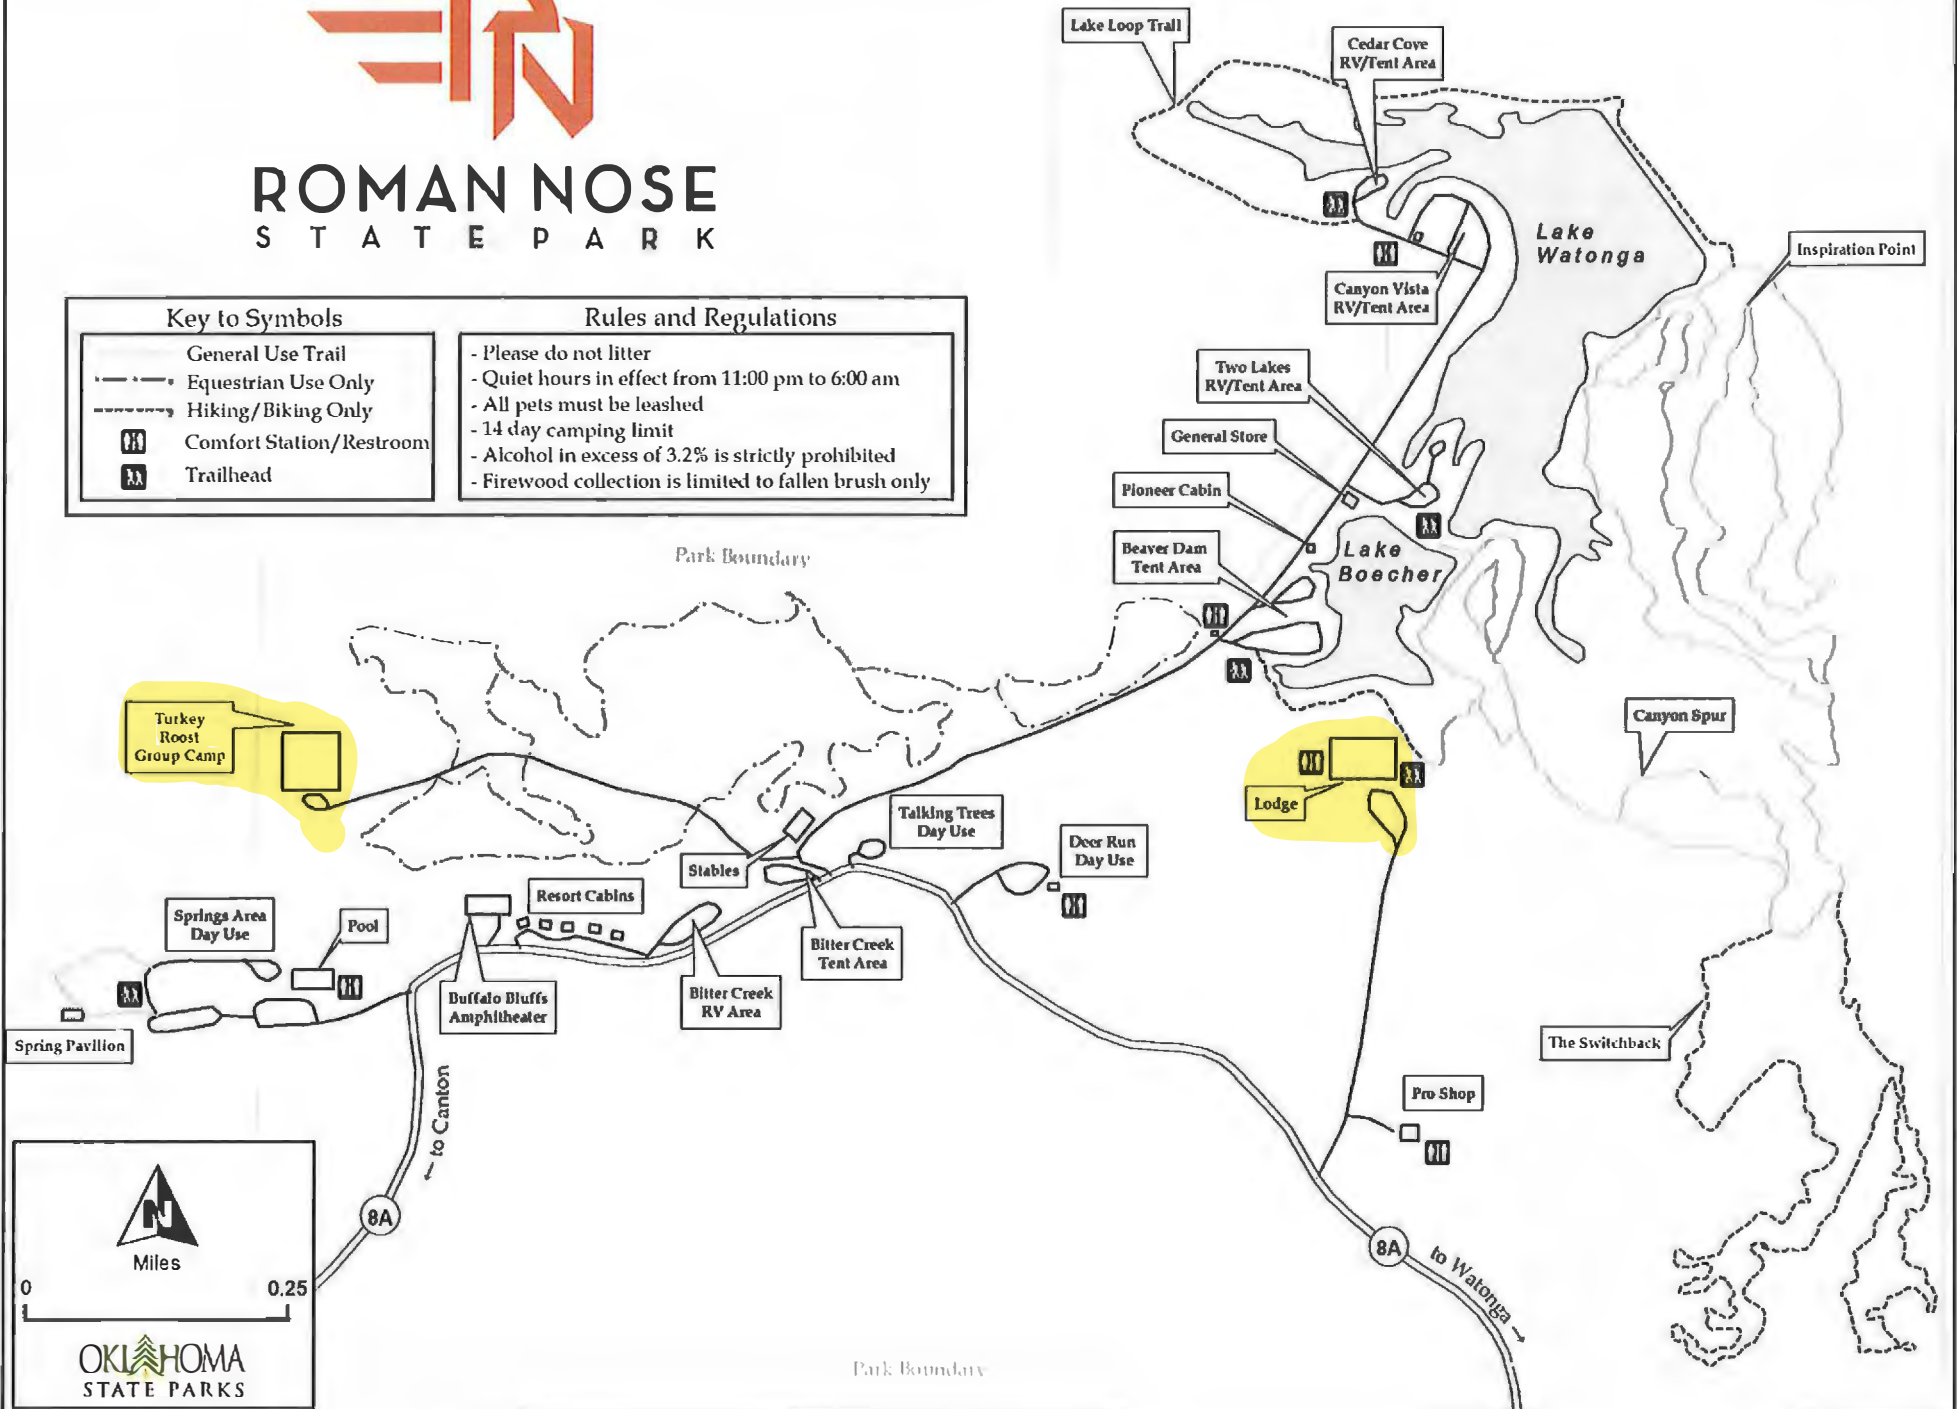 ROMAN NOSE
STATE PARK
Key to Symbols
General Use Trail
Equestrian Use Only
Hiking/Biking Only
Comfort Station/Restroom
Trailhead
Rules and Regulations
- Please do not litter
- Quiet hours in effect from 11:00 pm to 6:00 am
- All pets must be leashed
- 14 day camping limit
- Alcohol in excess of 3.2% is strictly prohibited
- Firewood collection is limited to fallen brush only
Lake Loop Trail
Cedar Cove
RV/Tent Area
Lake
Watonga
Inspiration Point
Canyon Vista
RV/Tent Area
Two Lakes
RV/Tent Area
General Store
Pioneer Cabin
Beaver Dam
Tent Area
Lake
Boecher
Park Boundary
Turkey
Roost
Group Camp
Canyon Spur
Lodge
Talking Trees
Day Use
Deer Run
Day Use
Stables
Resort Cabins
Springs Area
Day Use
Pool
Bitter Creek
Tent Area
Buffalo Bluffs
Amphitheater
Bitter Creek
RV Area
Spring Pavilion
The Switchback
Pro Shop
← to Canton
8A
8A
to Watonga →
N
Miles
0 0.25
OKLAHOMA
STATE PARKS
Park Boundary